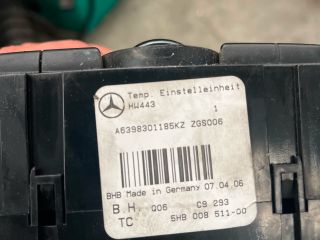 Temp. Einstelleinheit
HW443 1
A6398301185KZ ZGS006
BHB Made in Germany 07.04.06
B.H. Q06 C9 293
TC 5HB 008 511-00